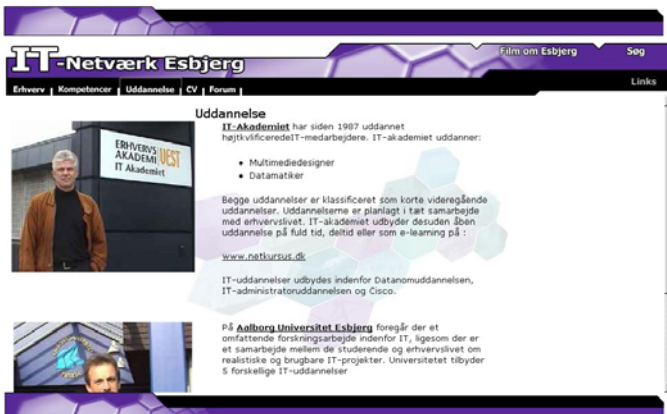 Film om Esbjerg Søg
IT-Netværk Esbjerg
Links
Erhverv | Kompetencer | Uddannelse | CV | Forum |
Uddannelse
IT-Akademiet har siden 1987 uddannet
højtkvlificeredeIT-medarbejdere. IT-akademiet uddanner:
• Multimediedesigner
• Datamatiker
ERHVERVS
AKADEMI VEST
IT Akademiet
Begge uddannelser er klassificeret som korte videregående
uddannelser. Uddannelserne er planlagt i tæt samarbejde
med erhvervslivet. IT-akademiet udbyder desuden åben
uddannelse på fuld tid, deltid eller som e-learning på :
www.netkursus.dk
IT-uddannelser udbydes indenfor Datanomuddannelsen,
IT-administratoruddannelsen og Cisco.
På Aalborg Universitet Esbjerg foregår der et
omfattende forskningsarbejde indenfor IT, ligesom der er
et samarbejde mellem de studerende og erhvervslivet om
realistiske og brugbare IT-projekter. Universitetet tilbyder
5 forskellige IT-uddannelser